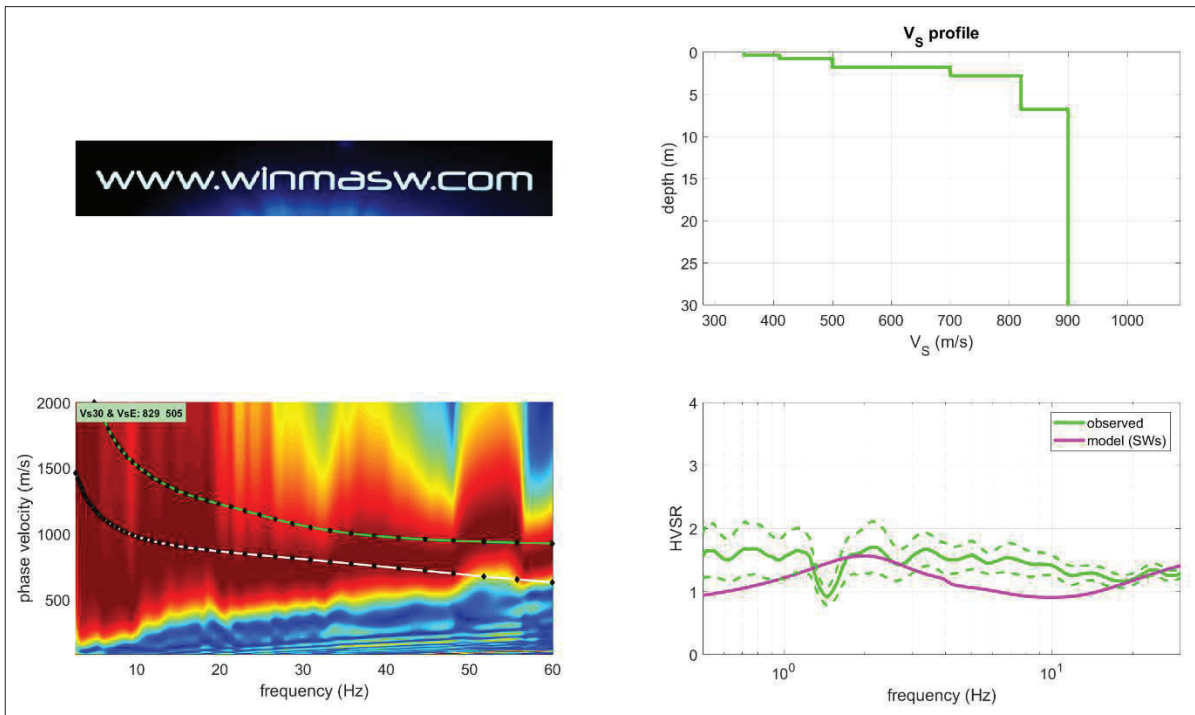 www.winmasw.com
V_S profile
depth (m)
0
5
10
15
20
25
30
300 400 500 600 700 800 900 1000
V_S (m/s)
Vs30 & VsE: 829 505
phase velocity (m/s)
2000
1500
1000
500
10 20 30 40 50 60
frequency (Hz)
observed
model (SWs)
HVSR
4
3
2
1
0
10^0 10^1
frequency (Hz)